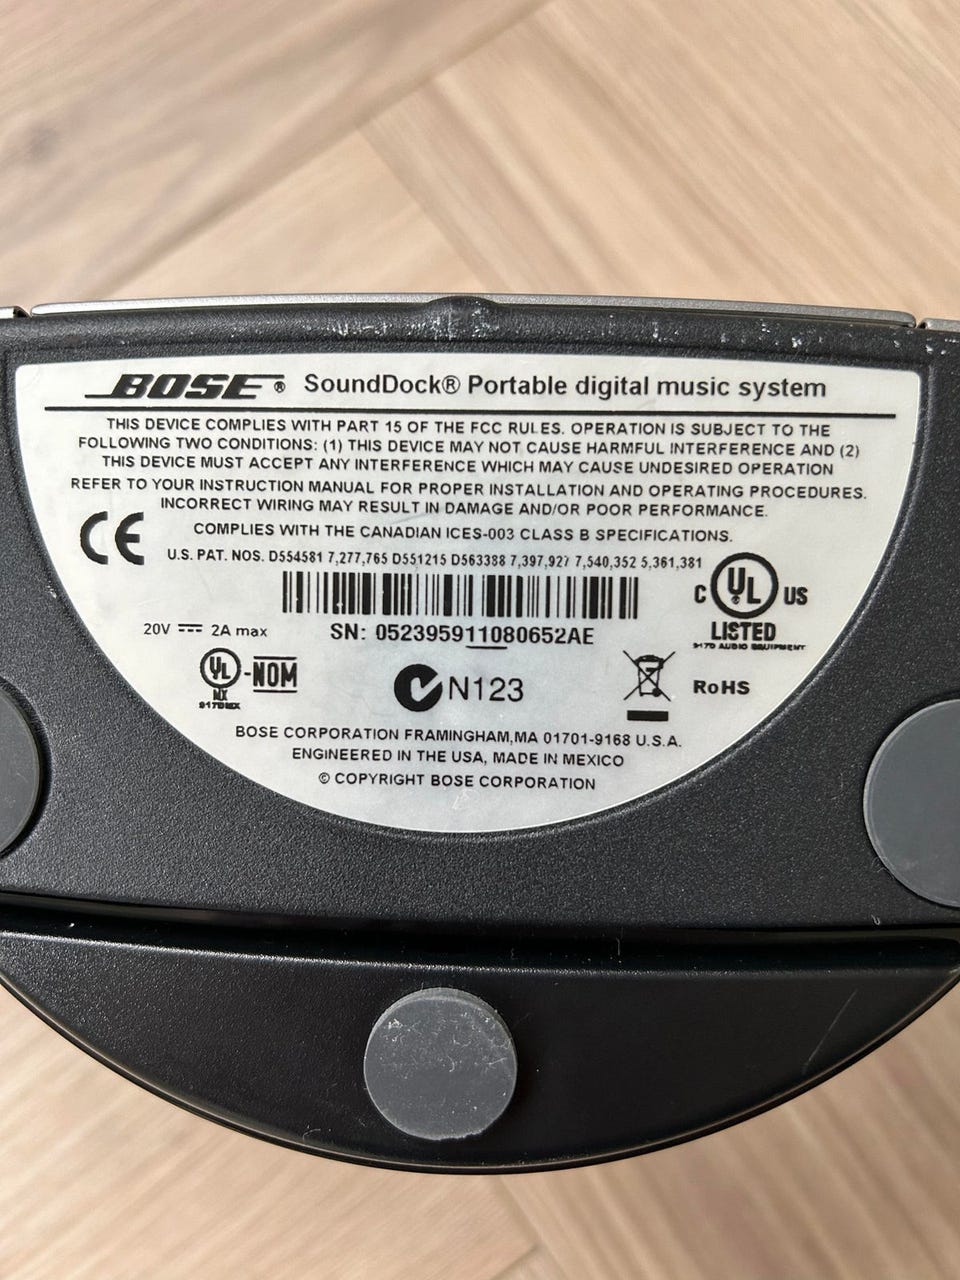 BOSE® SoundDock® Portable digital music system
THIS DEVICE COMPLIES WITH PART 15 OF THE FCC RULES. OPERATION IS SUBJECT TO THE
FOLLOWING TWO CONDITIONS: (1) THIS DEVICE MAY NOT CAUSE HARMFUL INTERFERENCE AND (2)
THIS DEVICE MUST ACCEPT ANY INTERFERENCE WHICH MAY CAUSE UNDESIRED OPERATION
REFER TO YOUR INSTRUCTION MANUAL FOR PROPER INSTALLATION AND OPERATING PROCEDURES.
INCORRECT WIRING MAY RESULT IN DAMAGE AND/OR POOR PERFORMANCE.
CE
COMPLIES WITH THE CANADIAN ICES-003 CLASS B SPECIFICATIONS.
U.S. PAT. NOS. D554581 7,277,765 D551215 D563388 7,397,927 7,540,352 5,361,381
C UL® US
LISTED
9170 AUDIO EQUIPMENT
20V ⎓ 2A max
SN: 052395911080652AE
UL-NOM
MX
9170MX
N123
RoHS
BOSE CORPORATION FRAMINGHAM,MA 01701-9168 U.S.A.
ENGINEERED IN THE USA, MADE IN MEXICO
© COPYRIGHT BOSE CORPORATION